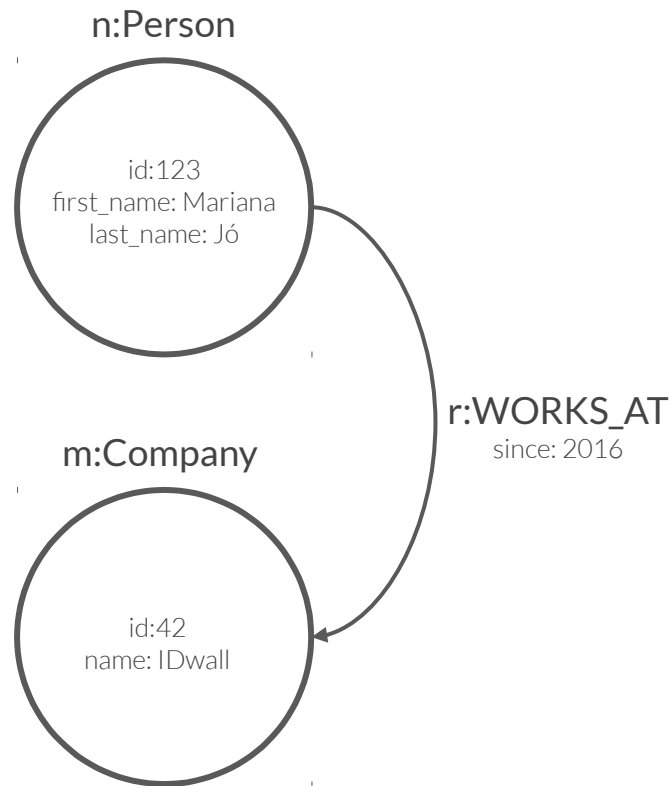 n:Person
id:123
first_name: Mariana
last_name: Jó
r:WORKS_AT
since: 2016
m:Company
id:42
name: IDwall